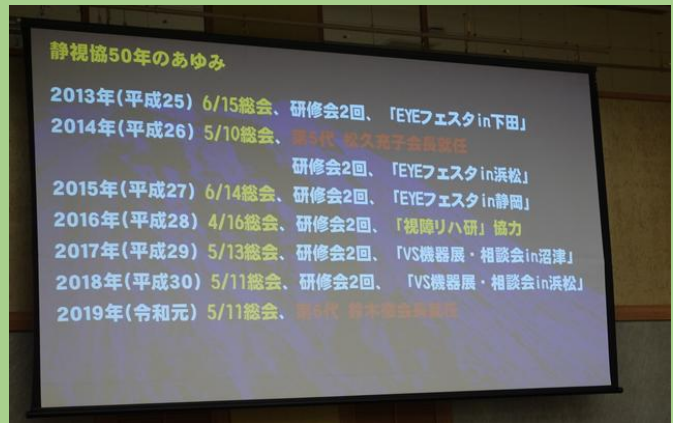 静視協50年のあゆみ
2013年(平成25) 6/15総会、研修会2回、「EYEフェスタin下田」
2014年(平成26) 5/10総会、第5代 松久充子会長就任
研修会2回、「EYEフェスタin浜松」
2015年(平成27) 6/14総会、研修会2回、「EYEフェスタin静岡」
2016年(平成28) 4/16総会、研修会2回、「視障リハ研」協力
2017年(平成29) 5/13総会、研修会2回、「VS機器展・相談会in沼津」
2018年(平成30) 5/11総会、研修会2回、「VS機器展・相談会in浜松」
2019年(令和元) 5/11総会、第6代 鈴木 会長就任